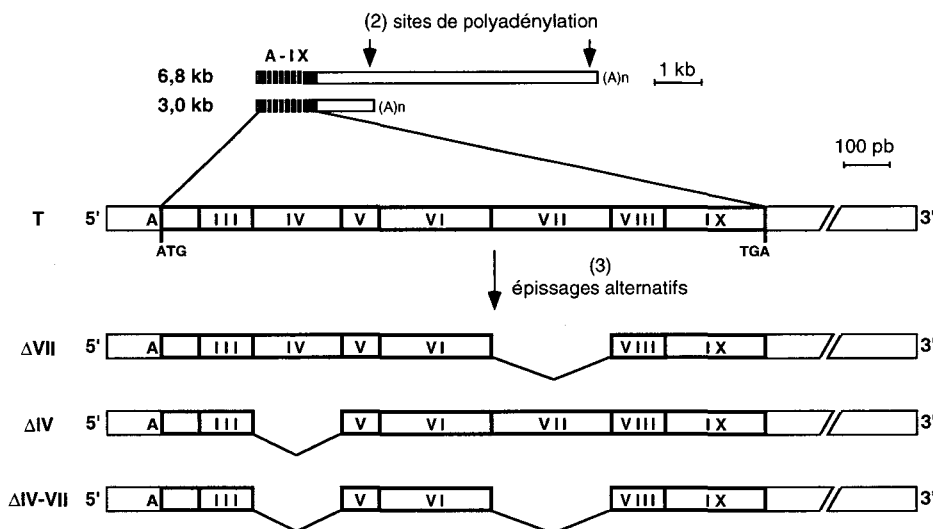 (2) sites de polyadénylation
A - I X
6,8 kb (A)n 1 kb
3,0 kb (A)n
100 pb
T 5' A III IV V VI VII VIII IX 3'
ATG TGA
(3)
épissages alternatifs
ΔVII 5' A III IV V VI VIII IX 3'
ΔIV 5' A III V VI VII VIII IX 3'
ΔIV-VII 5' A III V VI VIII IX 3'